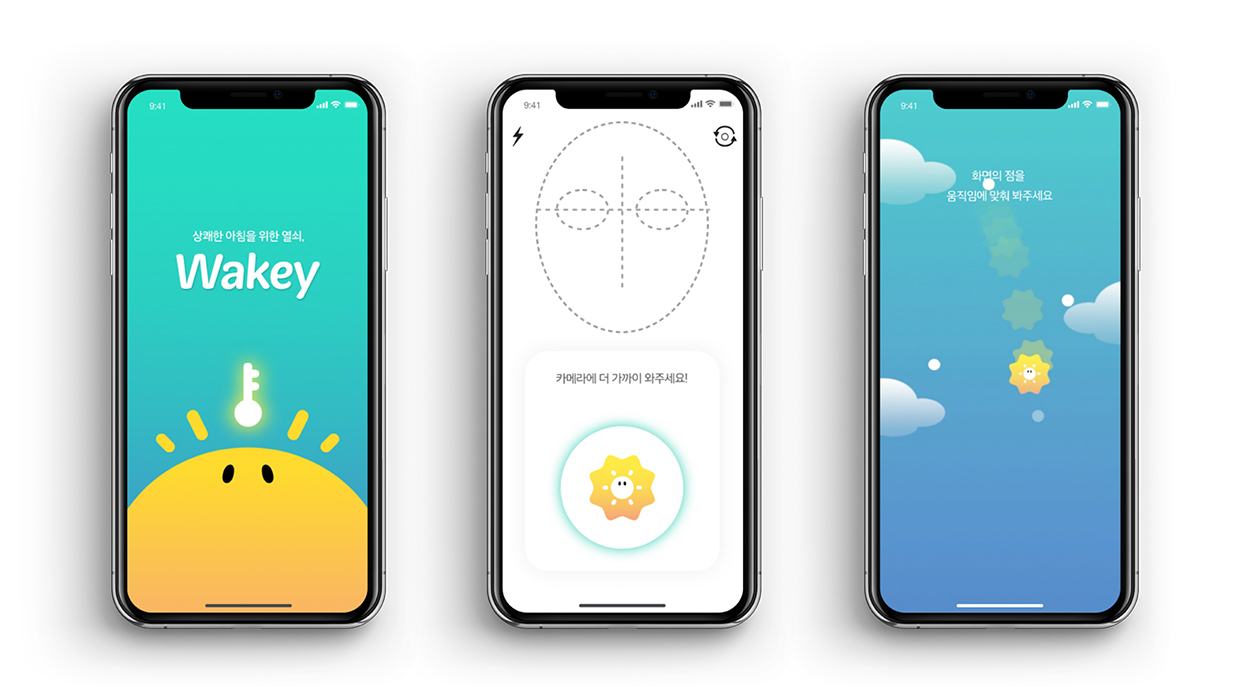 9:41
상쾌한 아침을 위한 열쇠,
Wakey
9:41
카메라에 더 가까이 와주세요!
9:41
화면의 점을
움직임에 맞춰 봐주세요